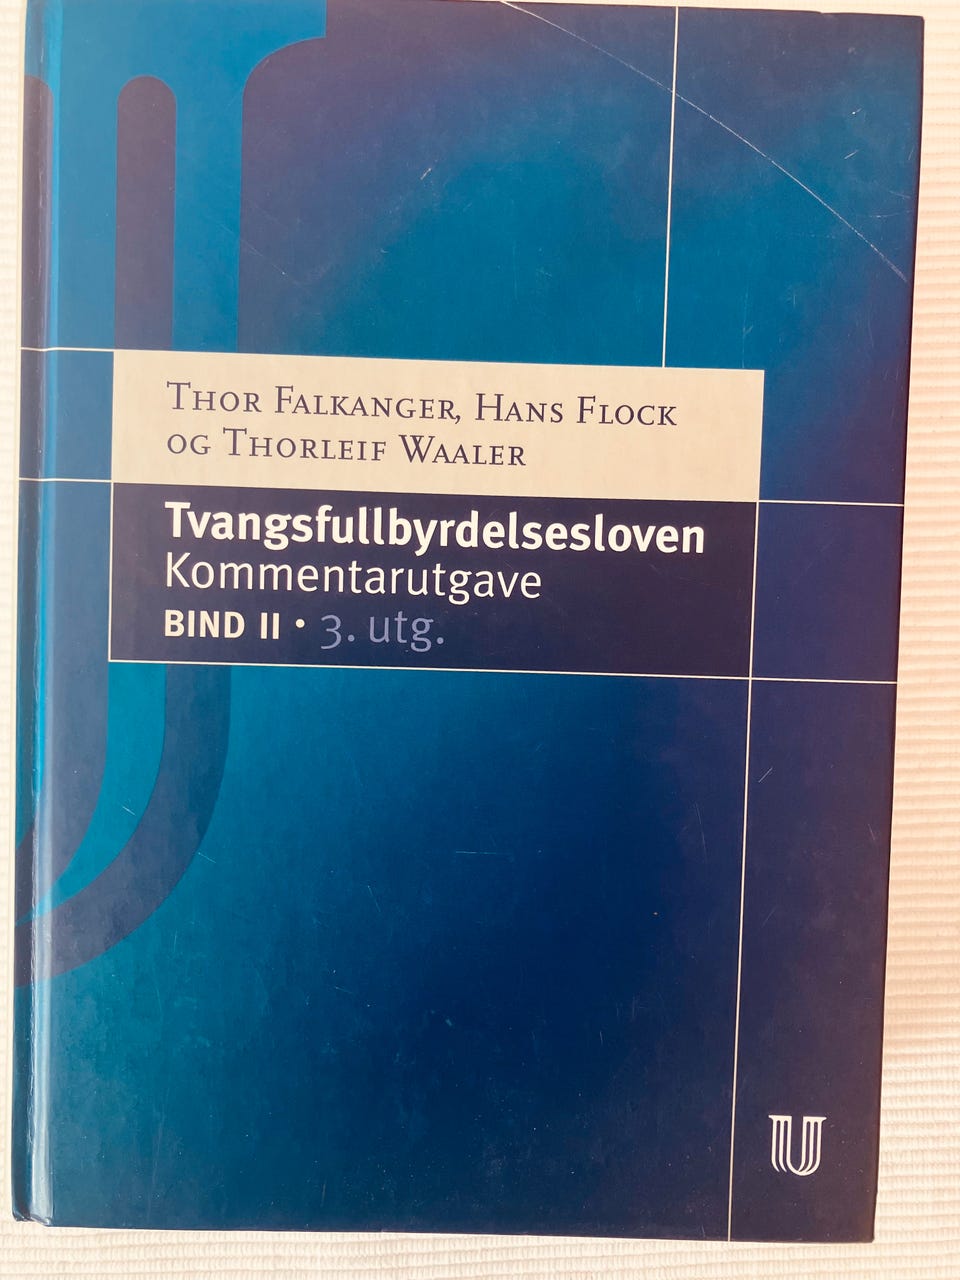 THOR FALKANGER, HANS FLOCK
OG THORLEIF WAALER
Tvangsfullbyrdelsesloven
Kommentarutgave
BIND II • 3. utg.
U